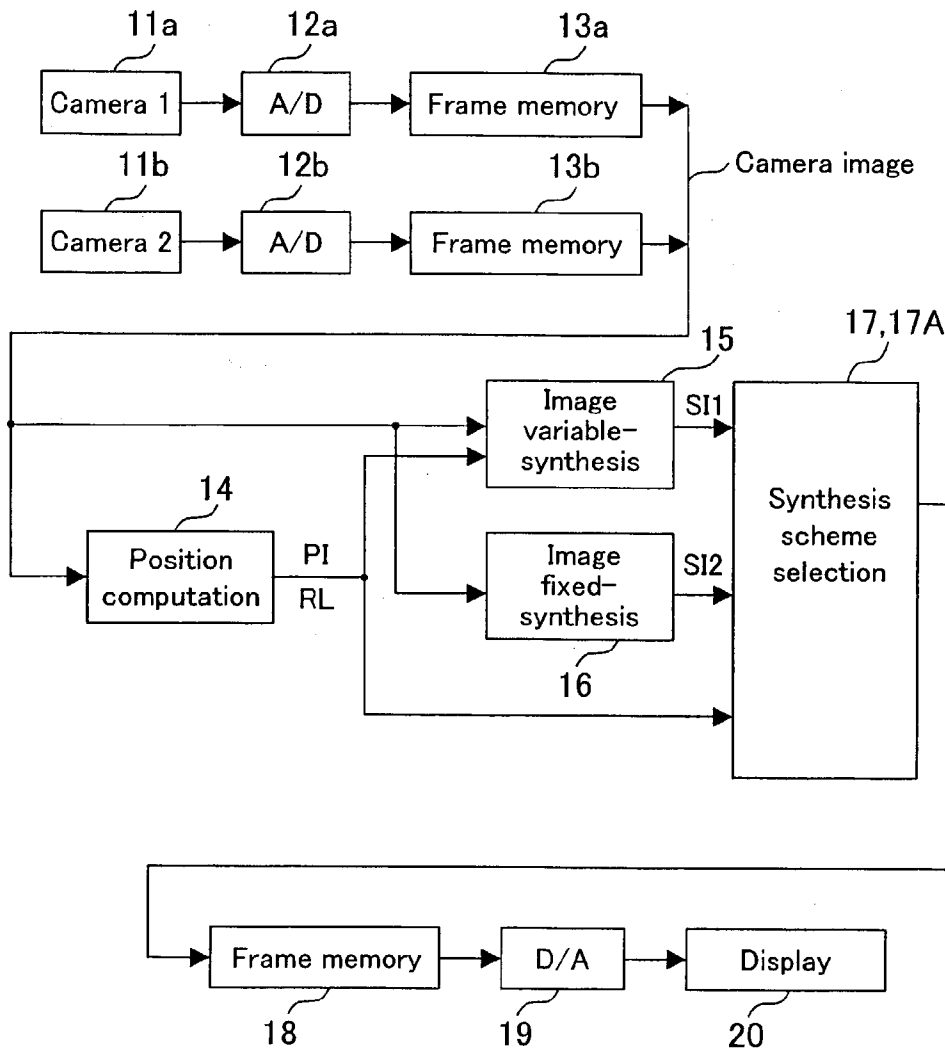 11a
12a
13a
Camera 1
A/D
Frame memory
11b
12b
13b
Camera image
Camera 2
A/D
Frame memory
17,17A
15
Image
variable-
synthesis
SI1
14
Position
computation
PI
RL
Image
fixed-
synthesis
SI2
16
Synthesis
scheme
selection
Frame memory
D/A
Display
18
19
20